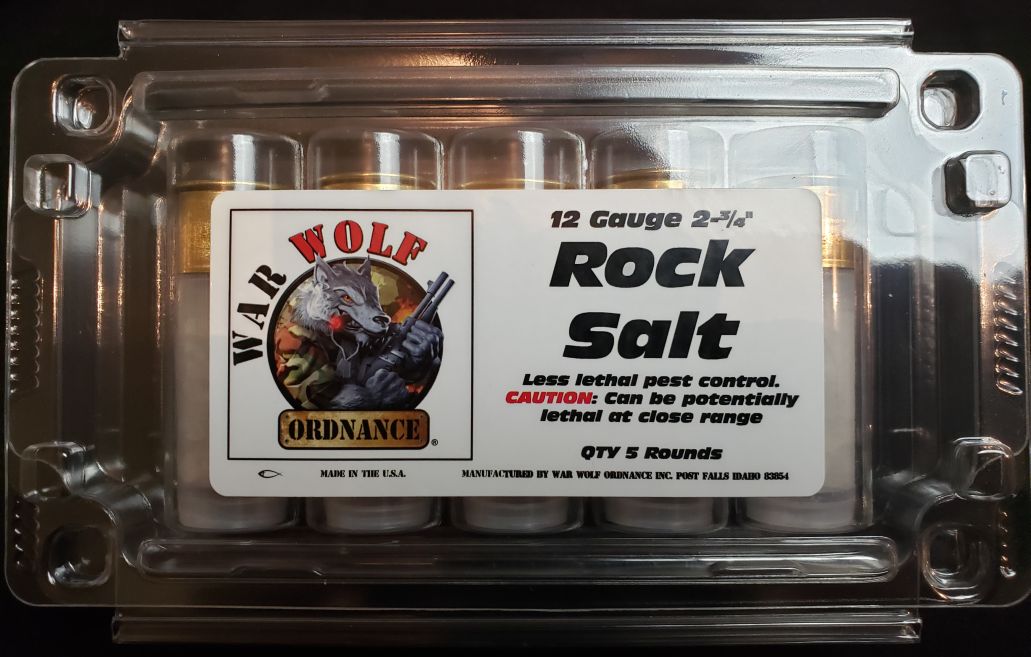 WAR WOLF
ORDNANCE®
12 Gauge 2-3/4"
Rock
Salt
Less lethal pest control.
CAUTION: Can be potentially
lethal at close range
QTY 5 Rounds
MADE IN THE U.S.A.
MANUFACTURED BY WAR WOLF ORDNANCE INC. POST FALLS IDAHO 83854